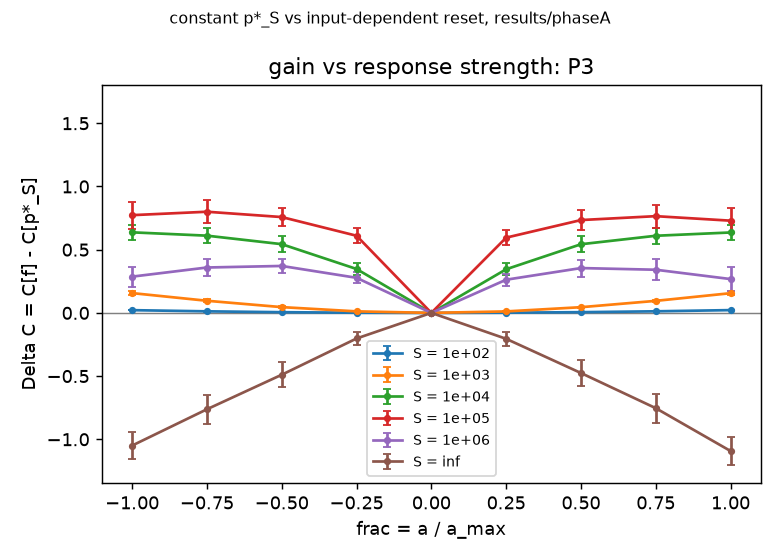 constant p*_S vs input-dependent reset, results/phaseA
gain vs response strength: P3
Delta C = C[f] - C[p*_S]
1.5
1.0
0.5
0.0
−0.5
−1.0
S = 1e+02
S = 1e+03
S = 1e+04
S = 1e+05
S = 1e+06
S = inf
−1.00 −0.75 −0.50 −0.25 0.00 0.25 0.50 0.75 1.00
frac = a / a_max